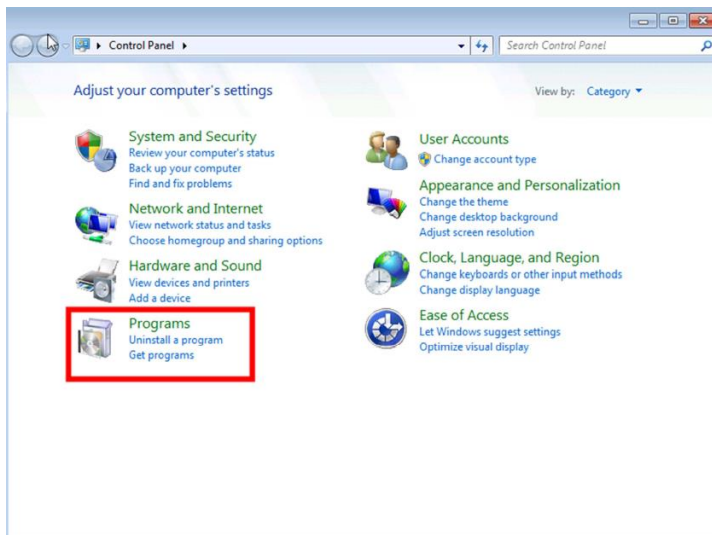 Control Panel
Search Control Panel
Adjust your computer's settings
View by: Category
System and Security
Review your computer's status
Back up your computer
Find and fix problems
Network and Internet
View network status and tasks
Choose homegroup and sharing options
Hardware and Sound
View devices and printers
Add a device
Programs
Uninstall a program
Get programs
User Accounts
Change account type
Appearance and Personalization
Change the theme
Change desktop background
Adjust screen resolution
Clock, Language, and Region
Change keyboards or other input methods
Change display language
Ease of Access
Let Windows suggest settings
Optimize visual display